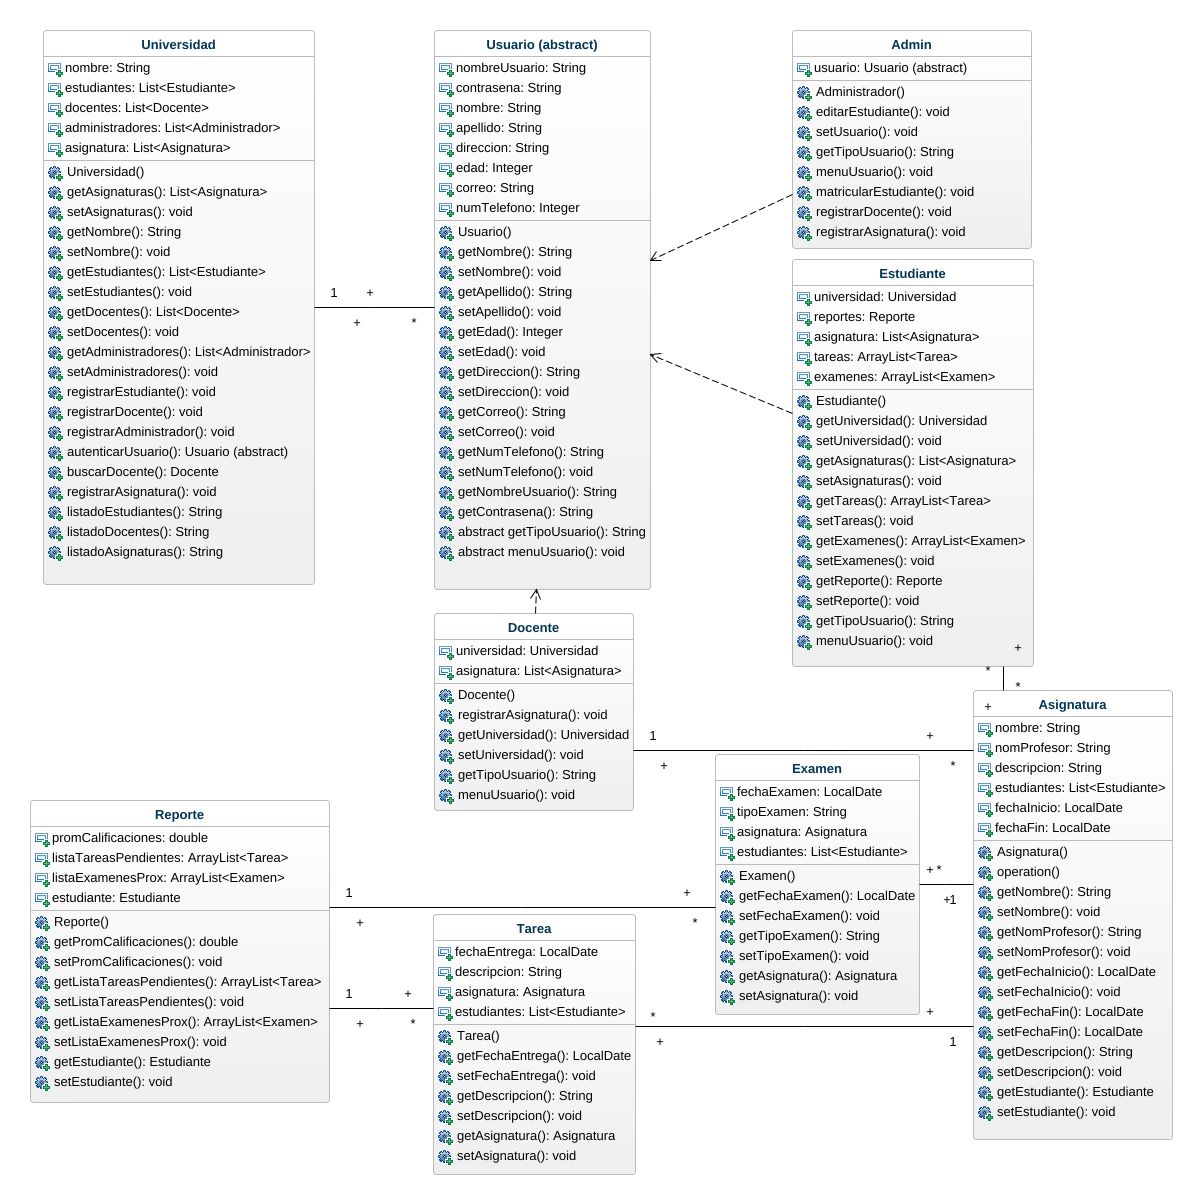 Universidad
nombre: String
estudiantes: List<Estudiante>
docentes: List<Docente>
administradores: List<Administrador>
asignatura: List<Asignatura>
Universidad()
getAsignaturas(): List<Asignatura>
setAsignaturas(): void
getNombre(): String
setNombre(): void
getEstudiantes(): List<Estudiante>
setEstudiantes(): void
getDocentes(): List<Docente>
setDocentes(): void
getAdministradores(): List<Administrador>
setAdministradores(): void
registrarEstudiante(): void
registrarDocente(): void
registrarAdministrador(): void
autenticarUsuario(): Usuario (abstract)
buscarDocente(): Docente
registrarAsignatura(): void
listadoEstudiantes(): String
listadoDocentes(): String
listadoAsignaturas(): String
1 +
+ *
Usuario (abstract)
nombreUsuario: String
contrasena: String
nombre: String
apellido: String
direccion: String
edad: Integer
correo: String
numTelefono: Integer
Usuario()
getNombre(): String
setNombre(): void
getApellido(): String
setApellido(): void
getEdad(): Integer
setEdad(): void
getDireccion(): String
setDireccion(): void
getCorreo(): String
setCorreo(): void
getNumTelefono(): String
setNumTelefono(): void
getNombreUsuario(): String
getContrasena(): String
abstract getTipoUsuario(): String
abstract menuUsuario(): void
Admin
usuario: Usuario (abstract)
Administrador()
editarEstudiante(): void
setUsuario(): void
getTipoUsuario(): String
menuUsuario(): void
matricularEstudiante(): void
registrarDocente(): void
registrarAsignatura(): void
Estudiante
universidad: Universidad
reportes: Reporte
asignatura: List<Asignatura>
tareas: ArrayList<Tarea>
examenes: ArrayList<Examen>
Estudiante()
getUniversidad(): Universidad
setUniversidad(): void
getAsignaturas(): List<Asignatura>
setAsignaturas(): void
getTareas(): ArrayList<Tarea>
setTareas(): void
getExamenes(): ArrayList<Examen>
setExamenes(): void
getReporte(): Reporte
setReporte(): void
getTipoUsuario(): String
menuUsuario(): void
+
*
*
+
Docente
universidad: Universidad
asignatura: List<Asignatura>
Docente()
registrarAsignatura(): void
getUniversidad(): Universidad
setUniversidad(): void
getTipoUsuario(): String
menuUsuario(): void
1 +
+ *
Asignatura
nombre: String
nomProfesor: String
descripcion: String
estudiantes: List<Estudiante>
fechaInicio: LocalDate
fechaFin: LocalDate
Asignatura()
operation()
getNombre(): String
setNombre(): void
getNomProfesor(): String
setNomProfesor(): void
getFechaInicio(): LocalDate
setFechaInicio(): void
getFechaFin(): LocalDate
setFechaFin(): void
getDescripcion(): String
setDescripcion(): void
getEstudiante(): Estudiante
setEstudiante(): void
Examen
fechaExamen: LocalDate
tipoExamen: String
asignatura: Asignatura
estudiantes: List<Estudiante>
Examen()
getFechaExamen(): LocalDate
setFechaExamen(): void
getTipoExamen(): String
setTipoExamen(): void
getAsignatura(): Asignatura
setAsignatura(): void
+ *
+1
Reporte
promCalificaciones: double
listaTareasPendientes: ArrayList<Tarea>
listaExamenesProx: ArrayList<Examen>
estudiante: Estudiante
Reporte()
getPromCalificaciones(): double
setPromCalificaciones(): void
getListaTareasPendientes(): ArrayList<Tarea>
setListaTareasPendientes(): void
getListaExamenesProx(): ArrayList<Examen>
setListaExamenesProx(): void
getEstudiante(): Estudiante
setEstudiante(): void
1 +
+ *
1 +
+ *
Tarea
fechaEntrega: LocalDate
descripcion: String
asignatura: Asignatura
estudiantes: List<Estudiante>
Tarea()
getFechaEntrega(): LocalDate
setFechaEntrega(): void
getDescripcion(): String
setDescripcion(): void
getAsignatura(): Asignatura
setAsignatura(): void
* +
+ 1